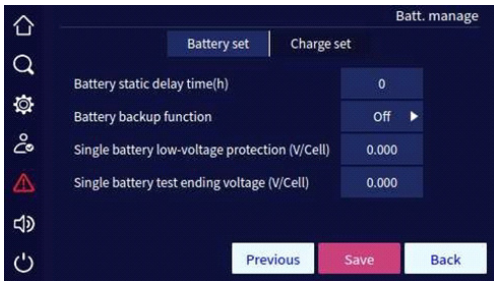 Batt. manage
Battery set Charge set
Battery static delay time(h) 0
Battery backup function Off
Single battery low-voltage protection (V/Cell) 0.000
Single battery test ending voltage (V/Cell) 0.000
Previous Save Back